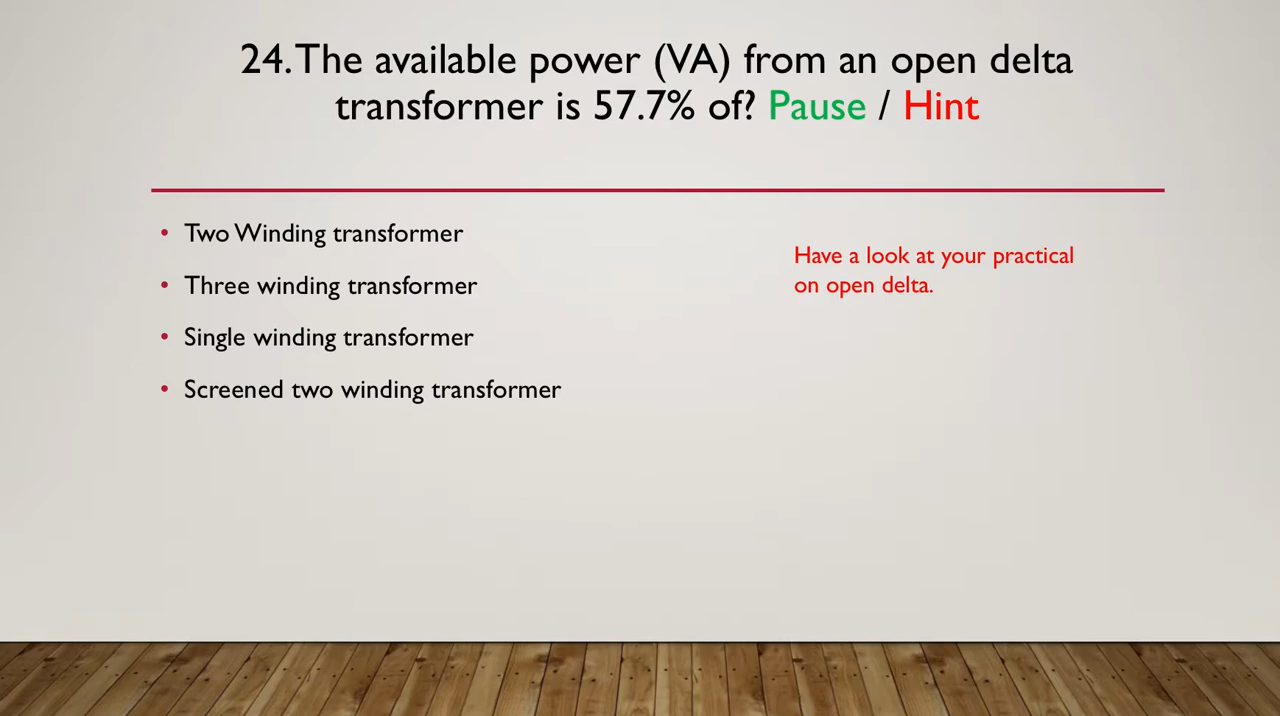 24. The available power (VA) from an open delta
transformer is 57.7% of? Pause / Hint
• Two Winding transformer
• Three winding transformer
• Single winding transformer
• Screened two winding transformer
Have a look at your practical
on open delta.